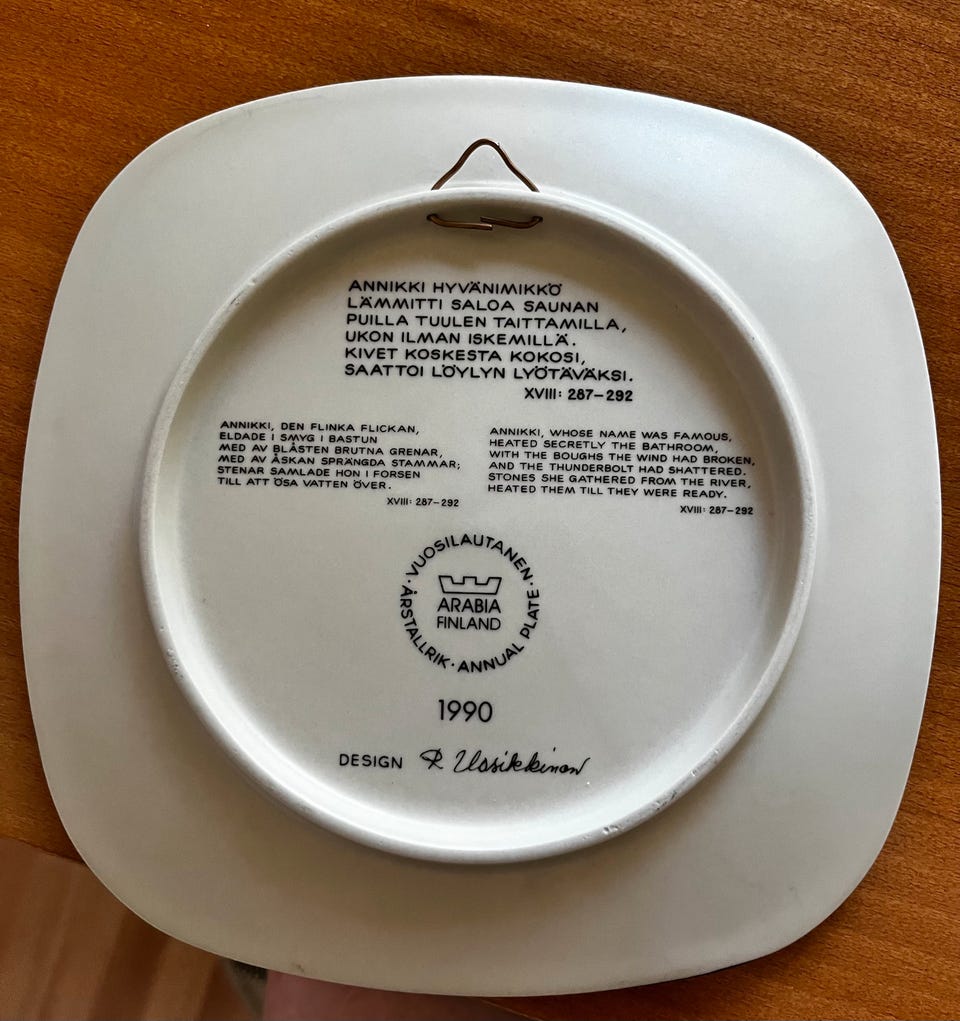 ANNIKKI HYVÄNIMIKKÖ
LÄMMITTI SALOA SAUNAN
PUILLA TUULEN TAITTAMILLA,
UKON ILMAN ISKEMILLÄ.
KIVET KOSKESTA KOKOSI,
SAATTOI LÖYLYN LYÖTÄVÄKSI.
XVIII: 287–292
ANNIKKI, DEN FLINKA FLICKAN,
ELDADE I SMYG I BASTUN
MED AV BLÅSTEN BRUTNA GRENAR,
MED AV ÅSKAN SPRÄNGDA STAMMAR;
STENAR SAMLADE HON I FORSEN
TILL ATT ÖSA VATTEN ÖVER.
XVIII: 287–292
ANNIKKI, WHOSE NAME WAS FAMOUS,
HEATED SECRETLY THE BATHROOM,
WITH THE BOUGHS THE WIND HAD BROKEN,
AND THE THUNDERBOLT HAD SHATTERED.
STONES SHE GATHERED FROM THE RIVER,
HEATED THEM TILL THEY WERE READY.
XVIII: 287–292
· VUOSILAUTANEN ·
ARABIA
FINLAND
ÅRSTALLRIK · ANNUAL PLATE
1990
DESIGN R Uosikkinen